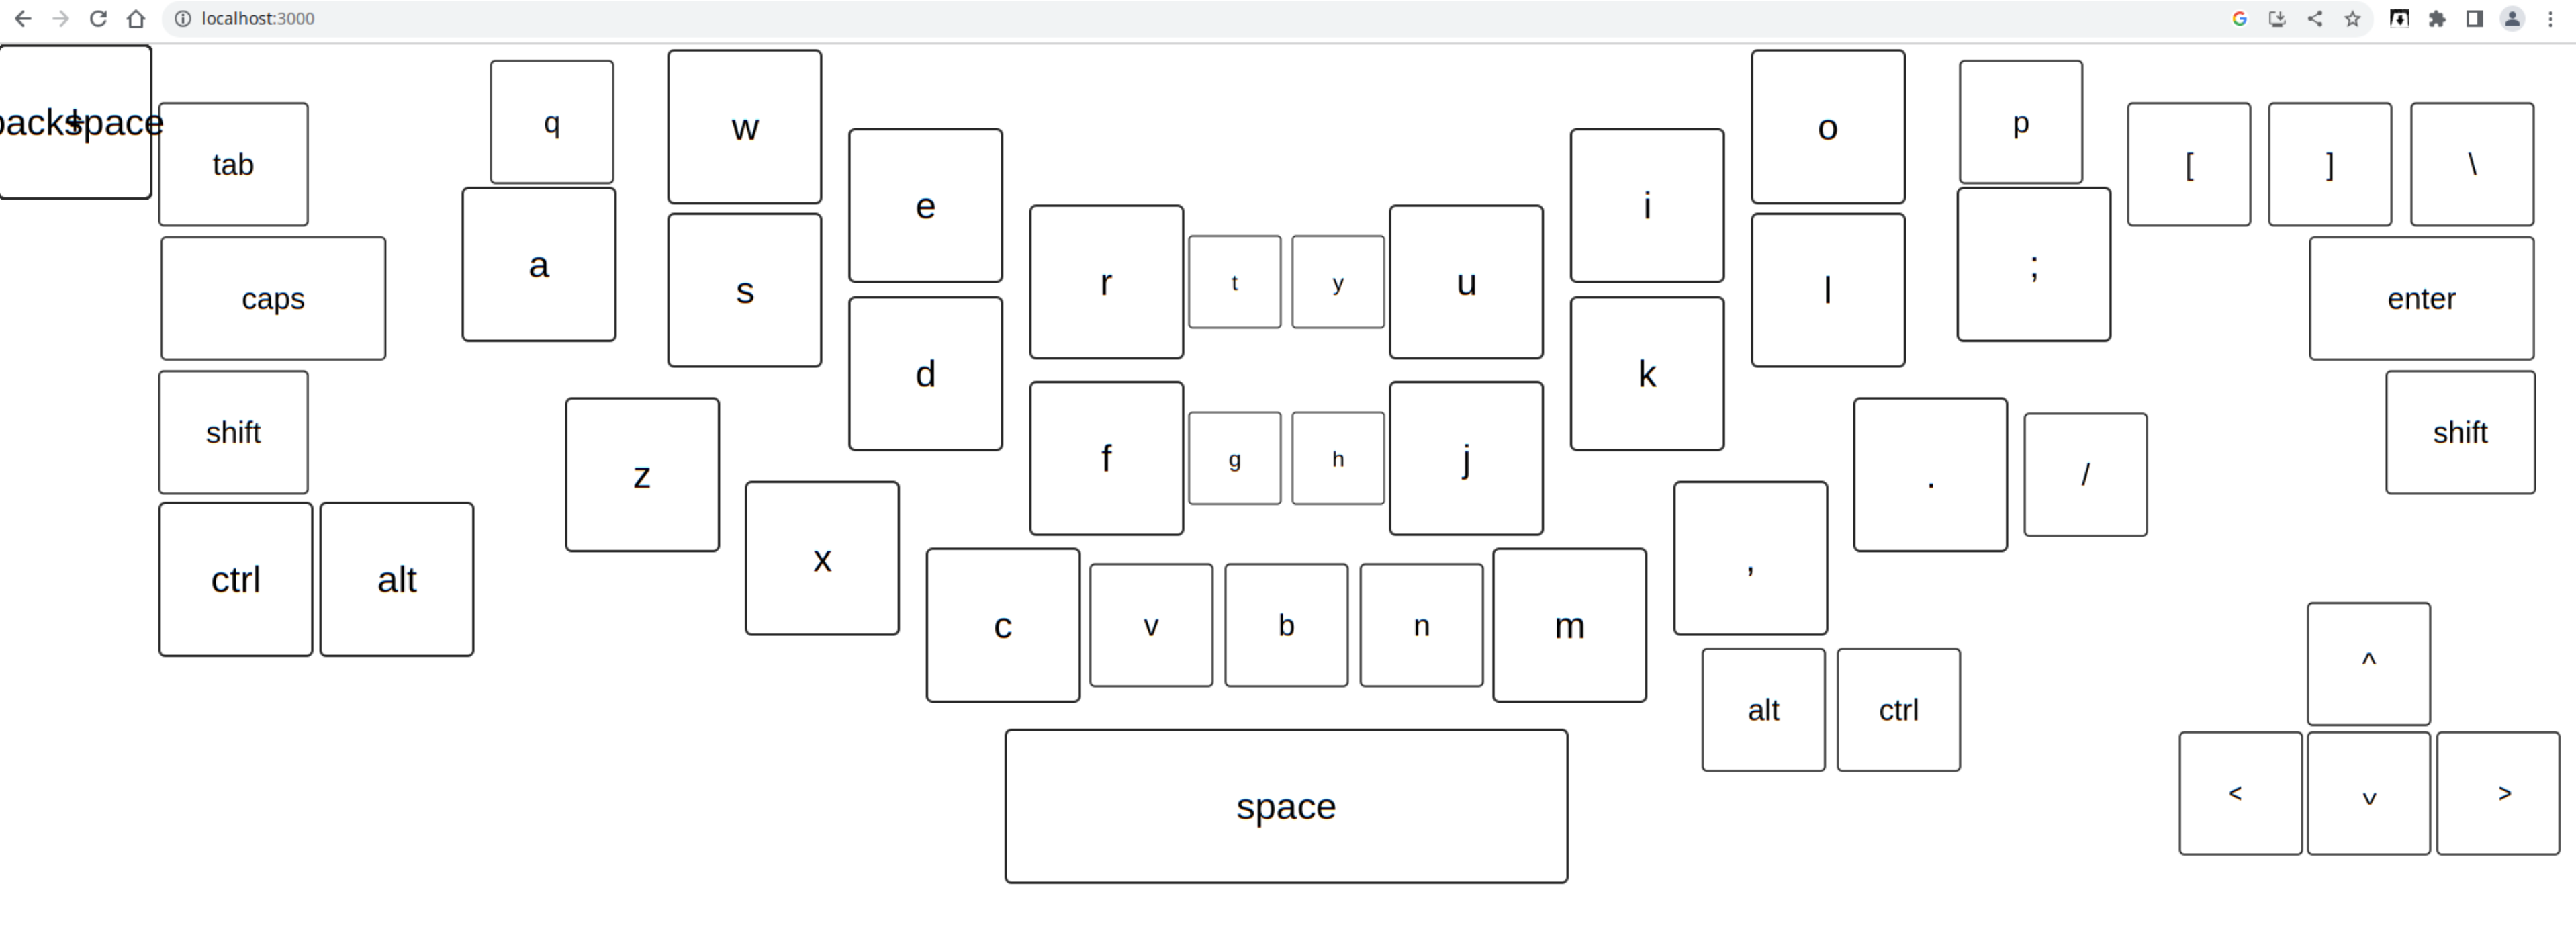 localhost:3000
backspace
tab
q
w
e
r
t
y
u
i
o
p
[
]
\
caps
a
s
d
f
g
h
j
k
l
;
enter
shift
z
x
c
v
b
n
m
,
.
/
shift
ctrl
alt
space
alt
ctrl
^
<
v
>